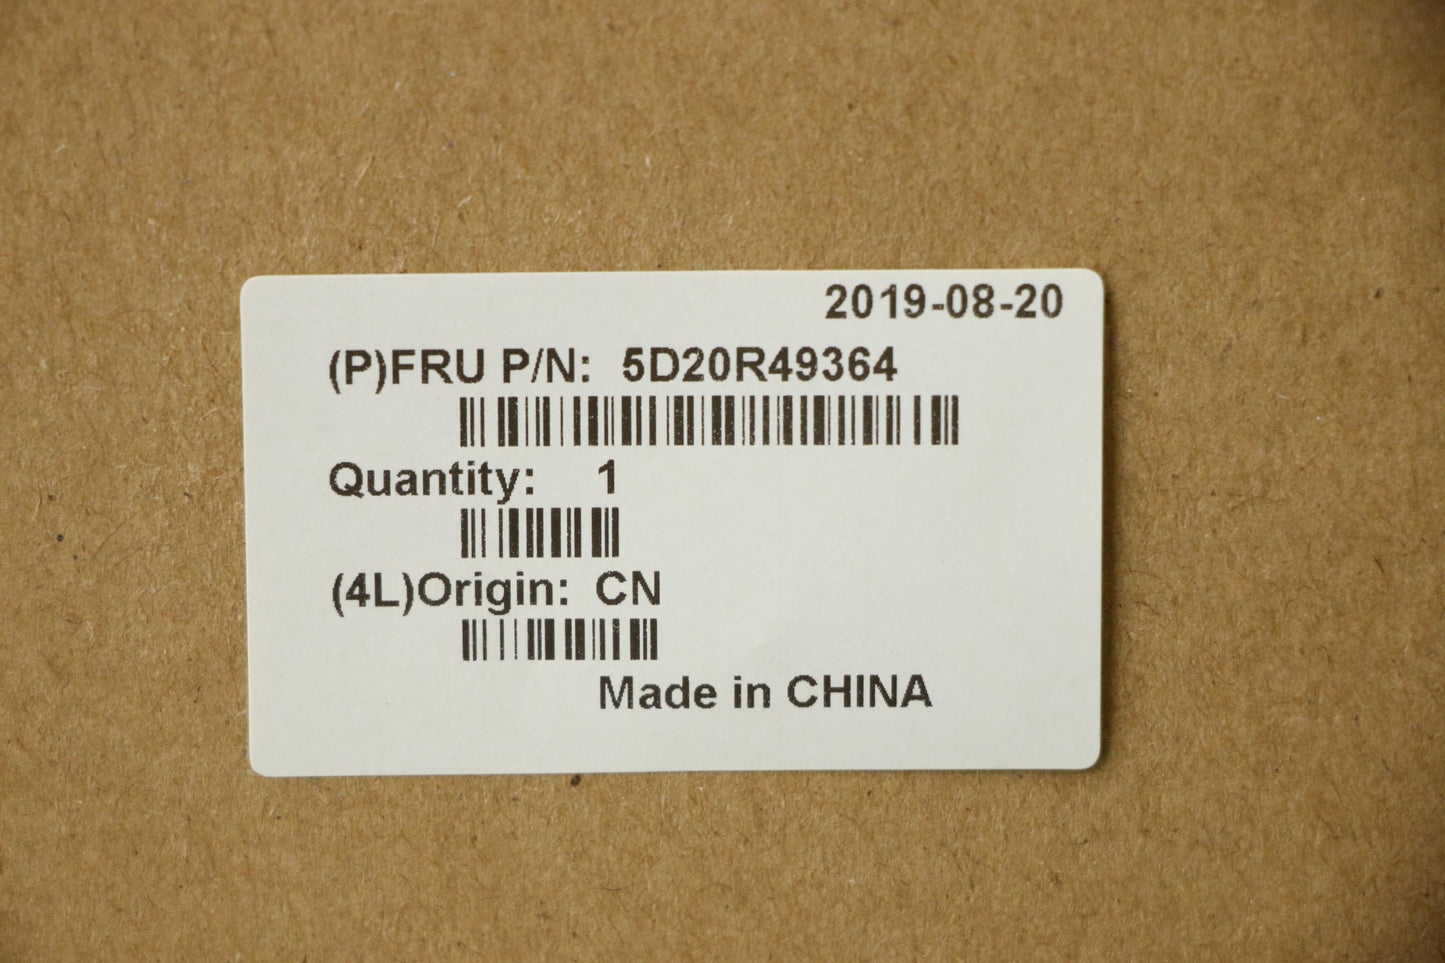 2019-08-20
(P)FRU P/N: 5D20R49364
Quantity: 1
(4L)Origin: CN
Made in CHINA